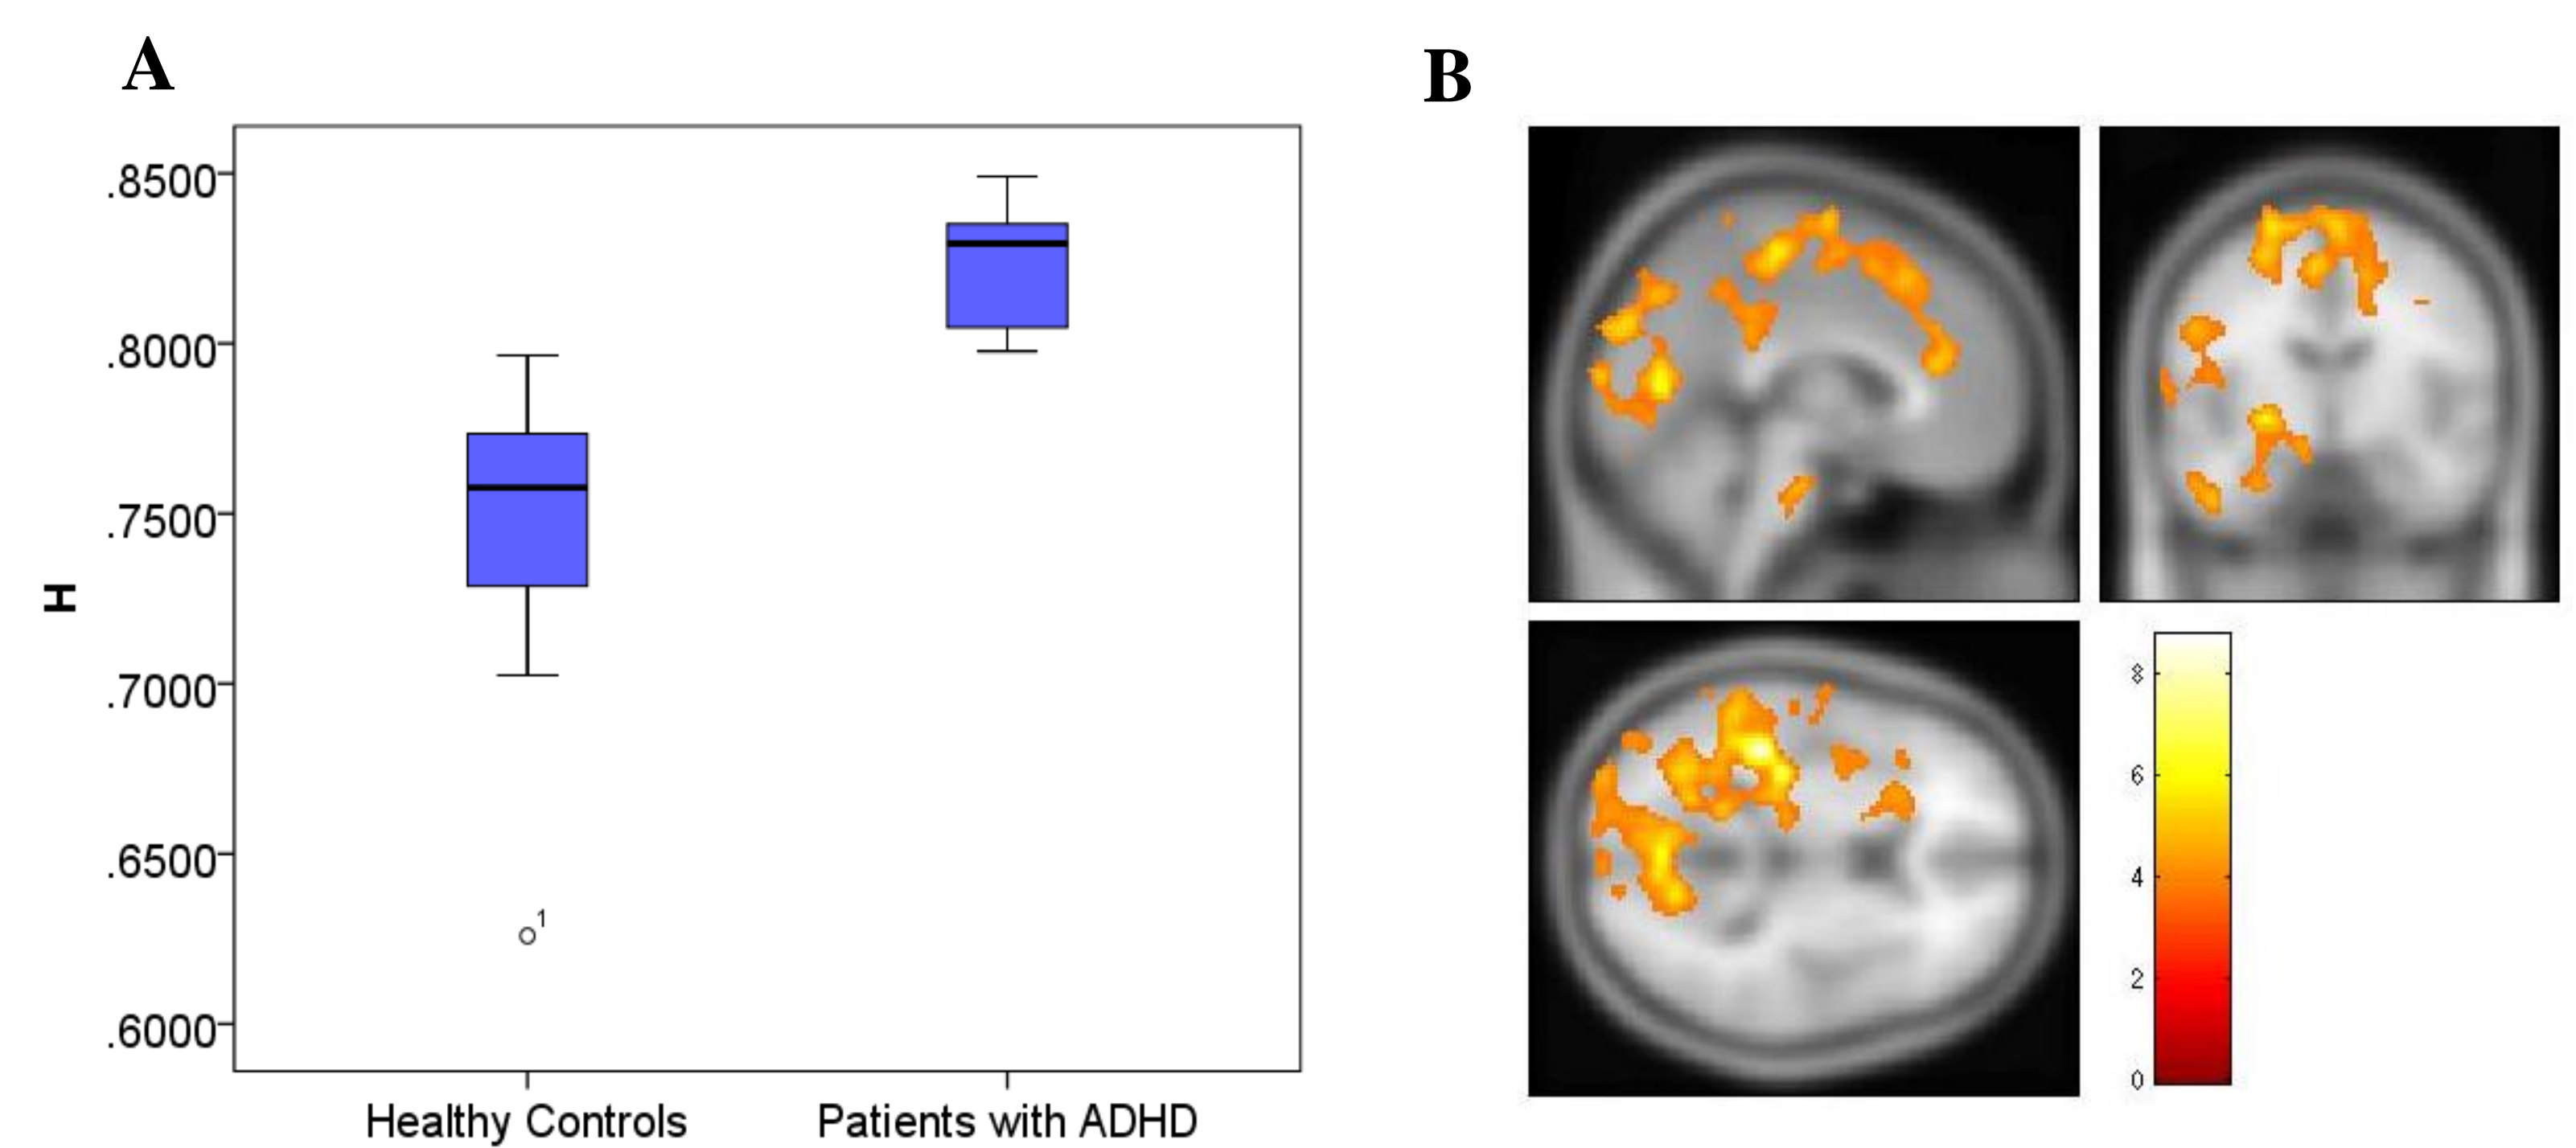 A
B
.8500
.8000
.7500
.7000
.6500
.6000
H
1
Healthy Controls
Patients with ADHD
8
6
4
2
0